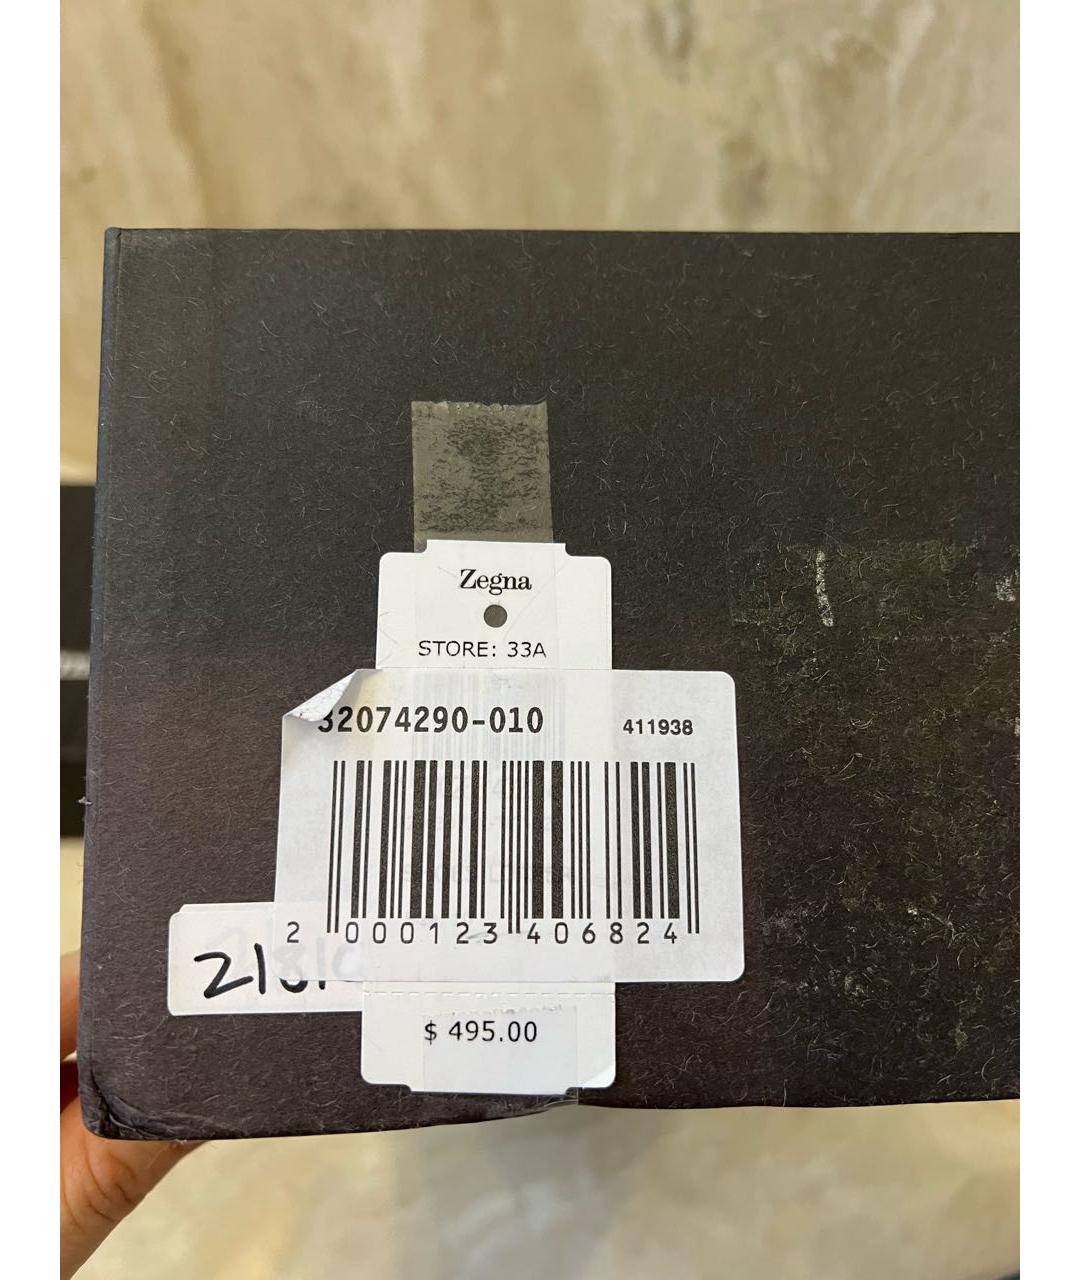 Zegna
STORE: 33A
32074290-010
411938
2 000123 406824
$ 495.00